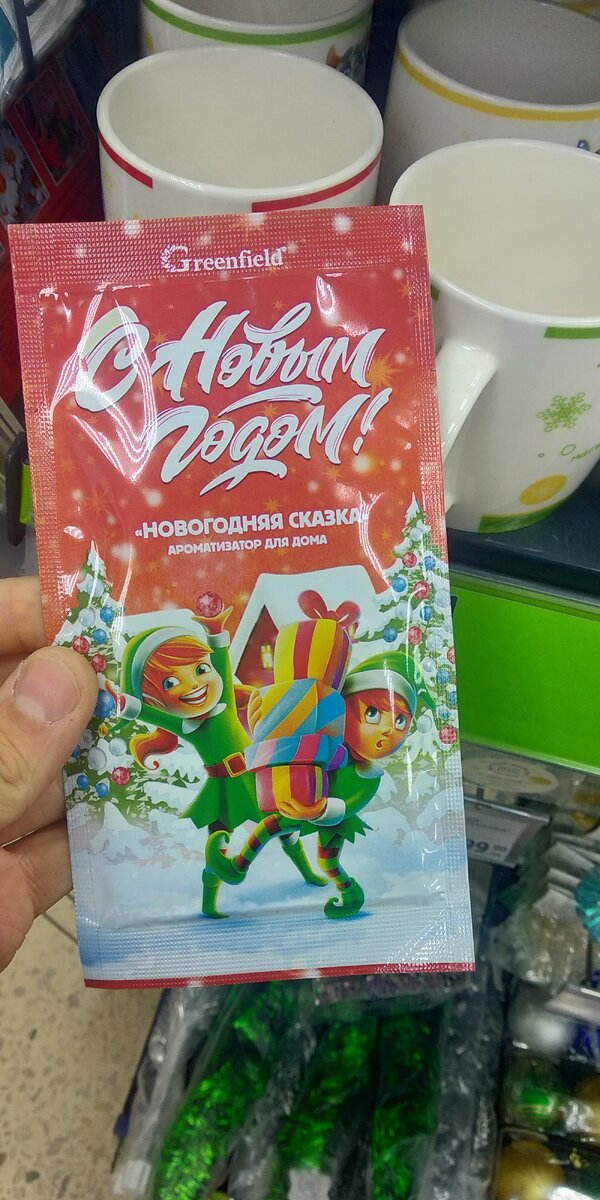 Greenfield
С Новым
Годом!
«НОВОГОДНЯЯ СКАЗКА»
АРОМАТИЗАТОР ДЛЯ ДОМА